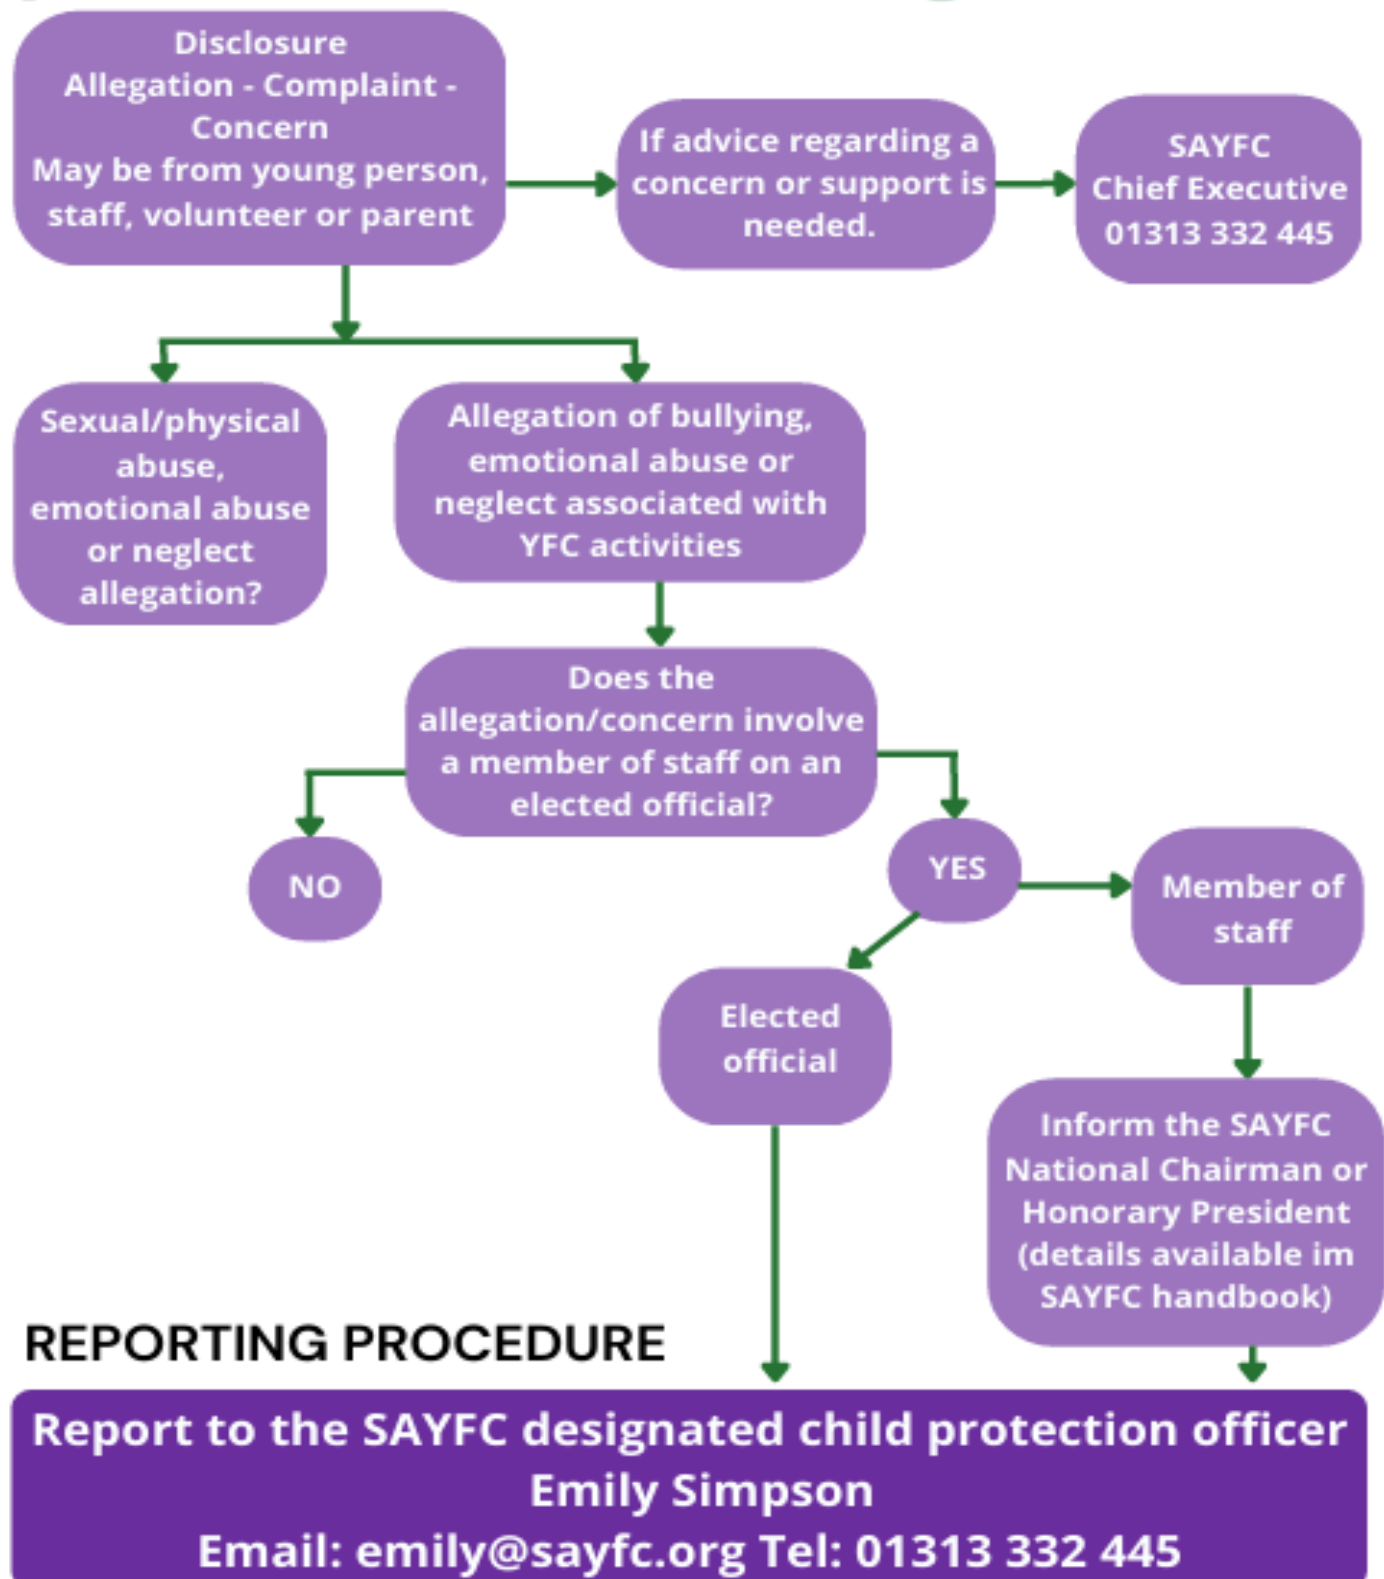 Disclosure
Allegation - Complaint -
Concern
May be from young person,
staff, volunteer or parent
If advice regarding a
concern or support is
needed.
SAYFC
Chief Executive
01313 332 445
Sexual/physical
abuse,
emotional abuse
or neglect
allegation?
Allegation of bullying,
emotional abuse or
neglect associated with
YFC activities
Does the
allegation/concern involve
a member of staff on an
elected official?
NO
YES
Member of
staff
Elected
official
Inform the SAYFC
National Chairman or
Honorary President
(details available im
SAYFC handbook)
REPORTING PROCEDURE
Report to the SAYFC designated child protection officer
Emily Simpson
Email: emily@sayfc.org Tel: 01313 332 445